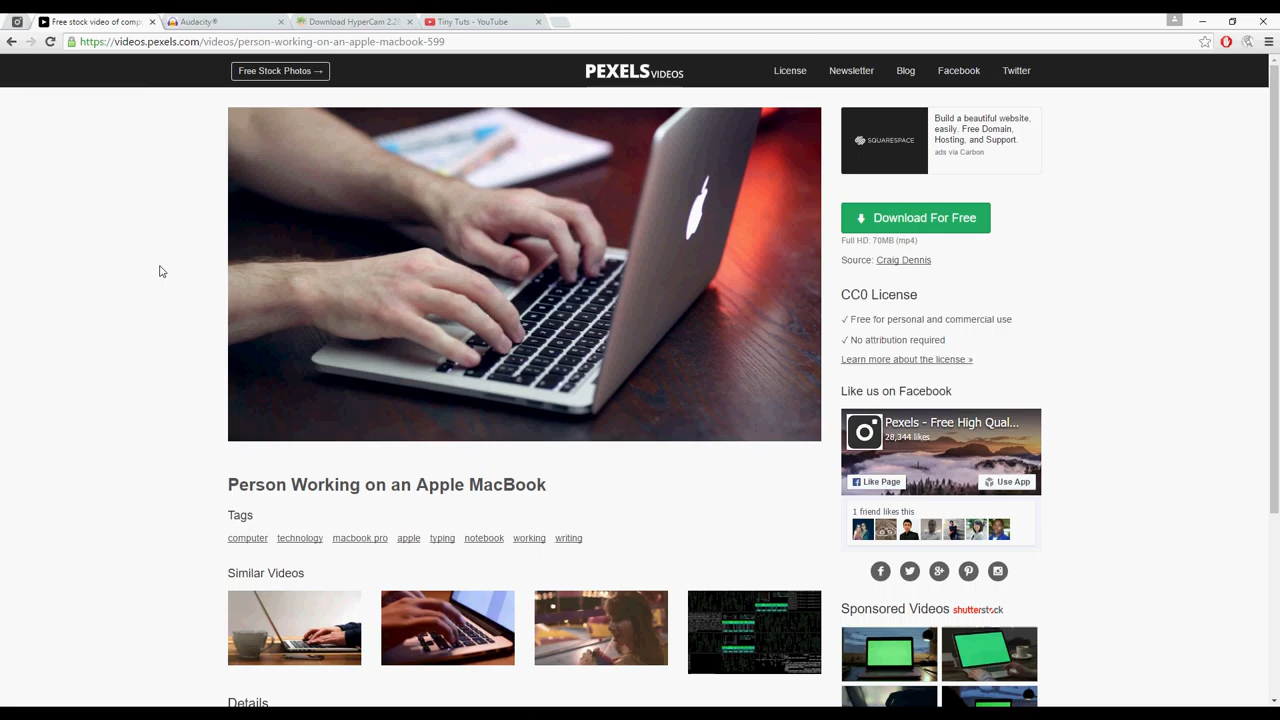 Free stock video of comp
Audacity®
Download HyperCam 2.28
Tiny Tuts - YouTube
https://videos.pexels.com/videos/person-working-on-an-apple-macbook-599
Free Stock Photos →
PEXELS VIDEOS
License
Newsletter
Blog
Facebook
Twitter
SQUARESPACE
Build a beautiful website,
easily. Free Domain,
Hosting, and Support.
ads via Carbon
Download For Free
Full HD: 70MB (mp4)
Source: Craig Dennis
CC0 License
✓ Free for personal and commercial use
✓ No attribution required
Learn more about the license »
Like us on Facebook
Pexels - Free High Qual...
28,344 likes
Like Page
Use App
1 friend likes this
Person Working on an Apple MacBook
Tags
computer technology macbook pro apple typing notebook working writing
Similar Videos
Sponsored Videos shutterstock
Details